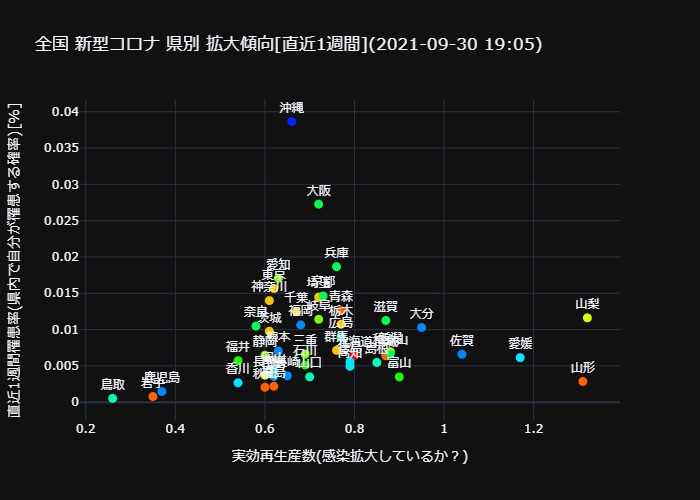 全国 新型コロナ 県別 拡大傾向[直近1週間](2021-09-30 19:05)
直近1週間罹患率(県内で自分が罹患する確率)[%]
0.04
0.035
0.03
0.025
0.02
0.015
0.01
0.005
0
沖縄
大阪
兵庫
愛知
東京
神奈川
京都
千葉
青森
岐阜
福岡
栃木
奈良
茨城
広島
滋賀
大分
山梨
静岡
熊本
三重
群馬
石川
福井
高知
島根
富山
佐賀
愛媛
山形
香川
山口
鹿児島
岩手
鳥取
0.2
0.4
0.6
0.8
1
1.2
実効再生産数(感染拡大しているか？)